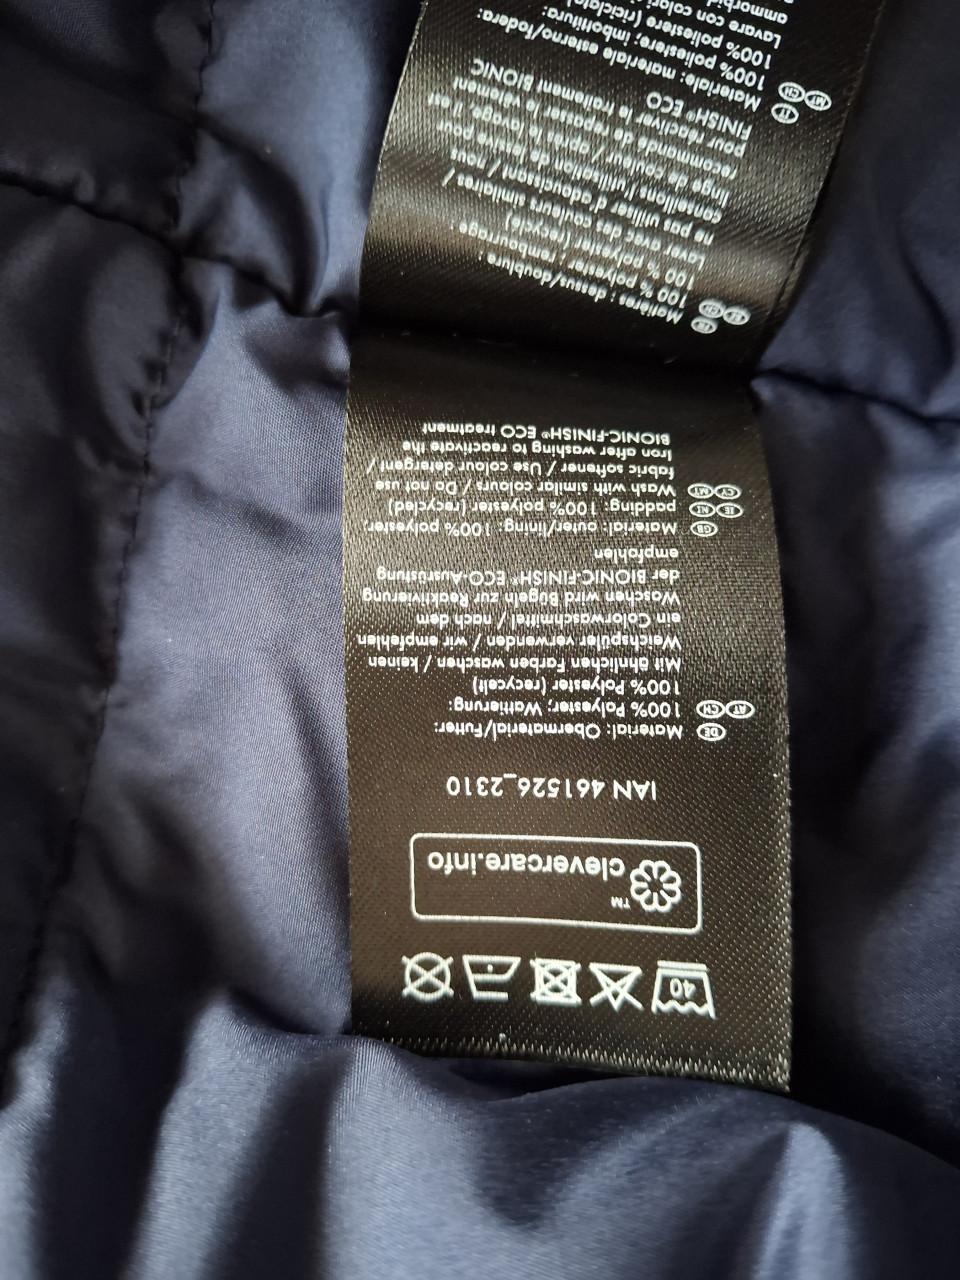 40
clevercare.info™
IAN 461526_2310
DE Material: Obermaterial/Futter:
AT CH 100% Polyester; Wattierung:
100% Polyester (recycelt)
Mit ähnlichen Farben waschen / keinen
Weichspüler verwenden / wir empfehlen
ein Colorwaschmittel / nach dem
Waschen wird Bügeln zur Reaktivierung
der BIONIC-FINISH® ECO-Ausrüstung
empfohlen
GB Material: outer/lining: 100% polyester;
IE NI padding: 100% polyester (recycled)
CY MT Wash with similar colours / Do not use
fabric softener / Use colour detergent /
Iron after washing to reactivate the
BIONIC-FINISH® ECO treatment
FR Matières : dessus/doublure :
BE CH 100 % polyester, rembourrage :
100 % polyester (recyclé)
Laver avec des couleurs similaires /
ne pas utiliser d'adoucissant / nous
conseillons l'utilisation de lessive pour
linge de couleur / après le lavage, il est
recommandé de repasser le vêtement
pour réactiver le traitement BIONIC
FINISH® ECO
IT Materiale: materiale esterno/fodera:
MT CH 100% poliestere; imbottitura:
100% poliestere (riciclato)
Lavare con colori